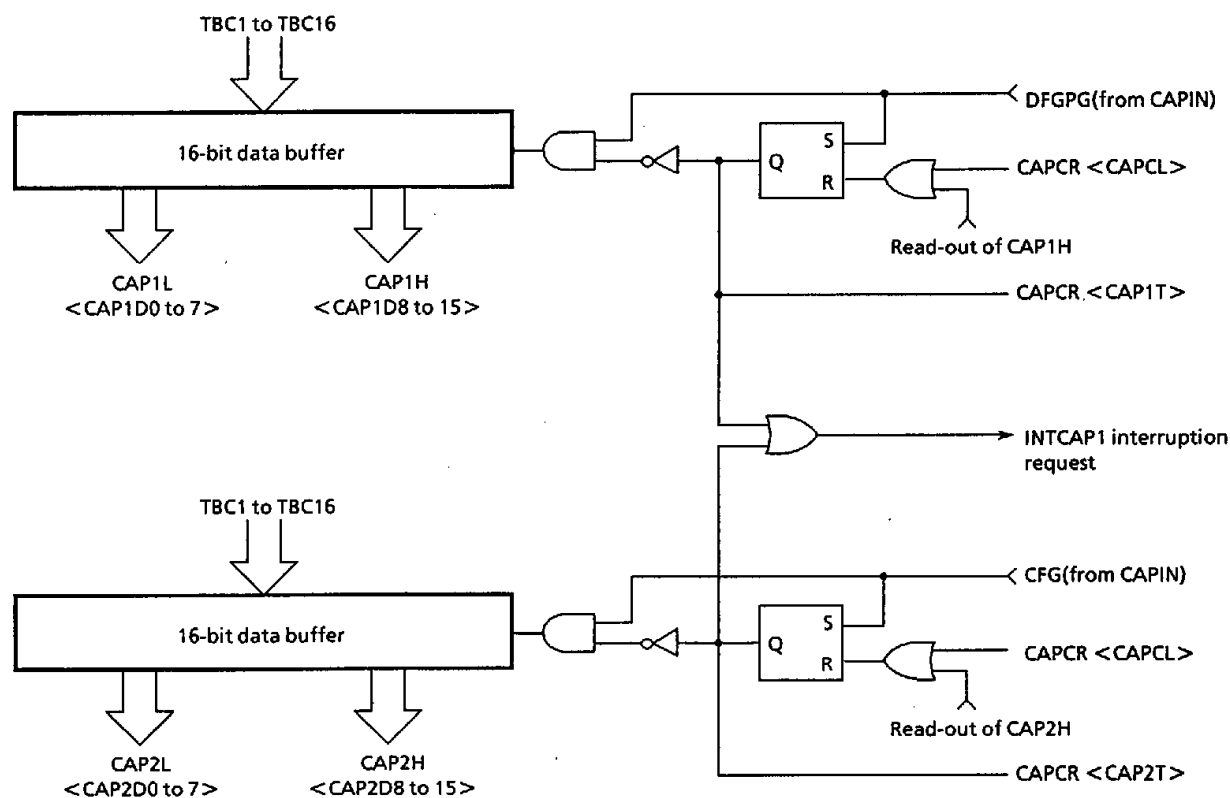 TBC1 to TBC16
DFGPG(from CAPIN)
16-bit data buffer
S
Q
R
CAPCR <CAPCL>
Read-out of CAP1H
CAP1L
<CAP1D0 to 7>
CAP1H
<CAP1D8 to 15>
CAPCR <CAP1T>
INTCAP1 interruption
request
TBC1 to TBC16
CFG(from CAPIN)
16-bit data buffer
S
Q
R
CAPCR <CAPCL>
Read-out of CAP2H
CAP2L
<CAP2D0 to 7>
CAP2H
<CAP2D8 to 15>
CAPCR <CAP2T>